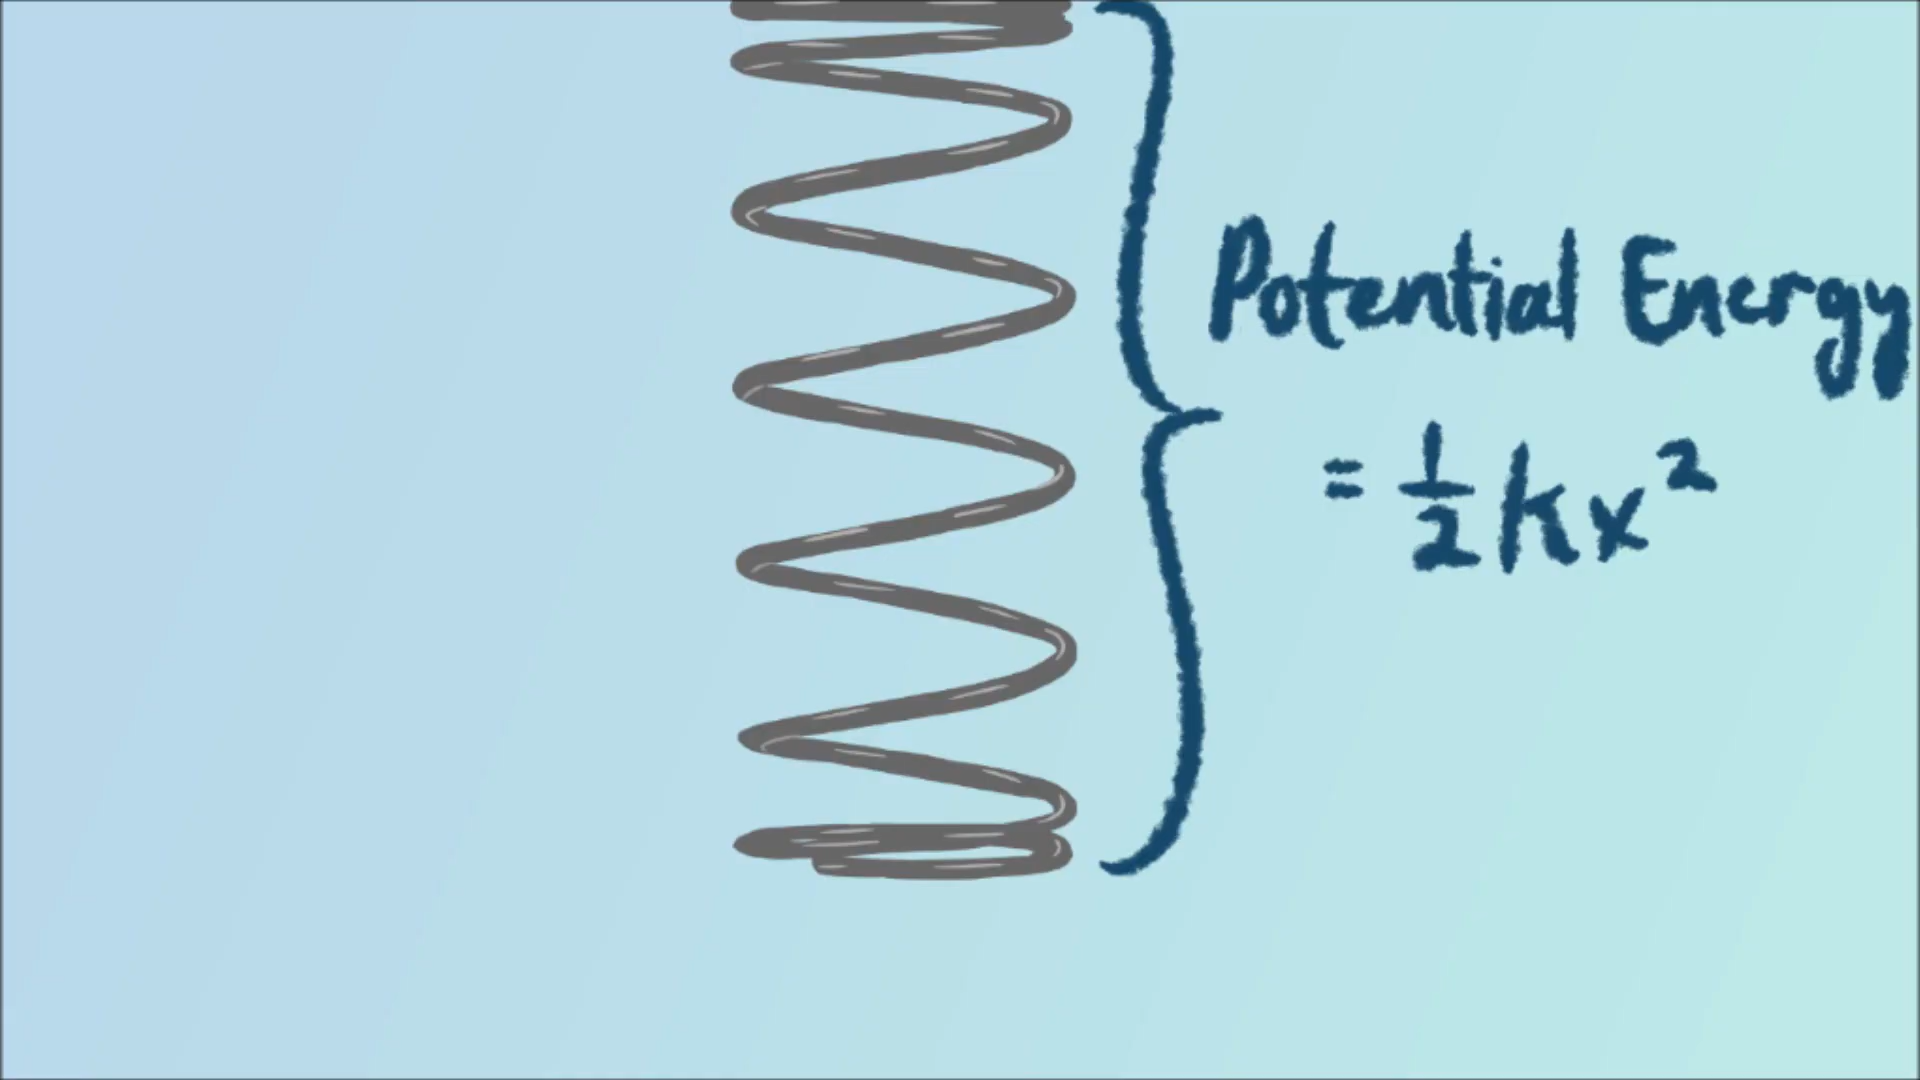 Potential Energy
= ½kx²